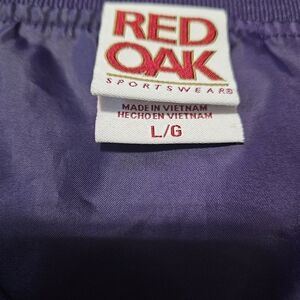 RED
OAK
SPORTSWEAR®
MADE IN VIETNAM
HECHO EN VIETNAM
L/G